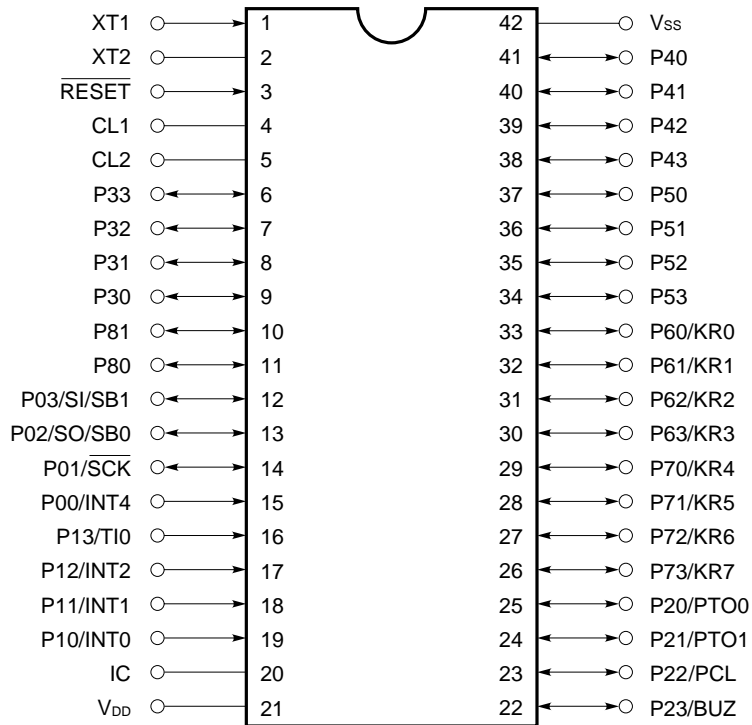 XT1 1 42 VSS
XT2 2 41 P40
R̅E̅S̅E̅T̅ 3 40 P41
CL1 4 39 P42
CL2 5 38 P43
P33 6 37 P50
P32 7 36 P51
P31 8 35 P52
P30 9 34 P53
P81 10 33 P60/KR0
P80 11 32 P61/KR1
P03/SI/SB1 12 31 P62/KR2
P02/SO/SB0 13 30 P63/KR3
P01/S̅C̅K̅ 14 29 P70/KR4
P00/INT4 15 28 P71/KR5
P13/TI0 16 27 P72/KR6
P12/INT2 17 26 P73/KR7
P11/INT1 18 25 P20/PTO0
P10/INT0 19 24 P21/PTO1
IC 20 23 P22/PCL
VDD 21 22 P23/BUZ